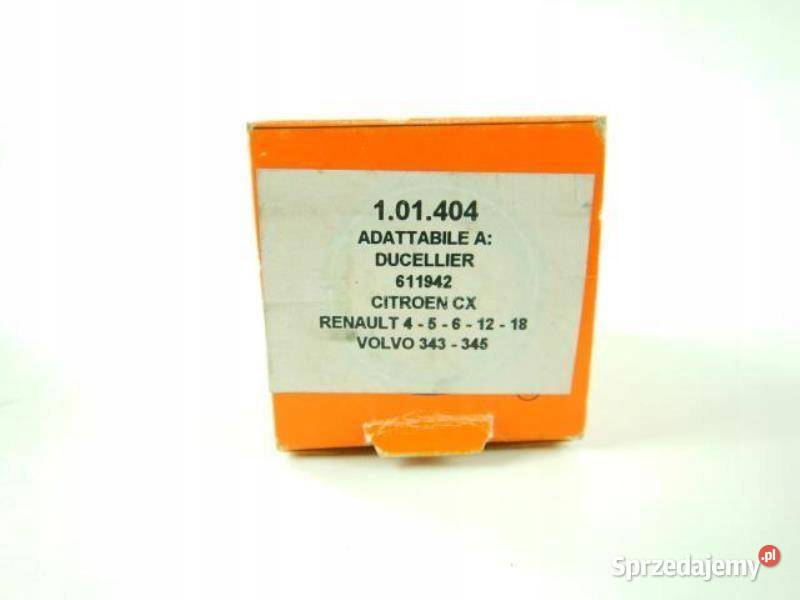 1.01.404
ADATTABILE A:
DUCELLIER
611942
CITROEN CX
RENAULT 4 - 5 - 6 - 12 - 18
VOLVO 343 - 345
Sprzedajemy
.pl